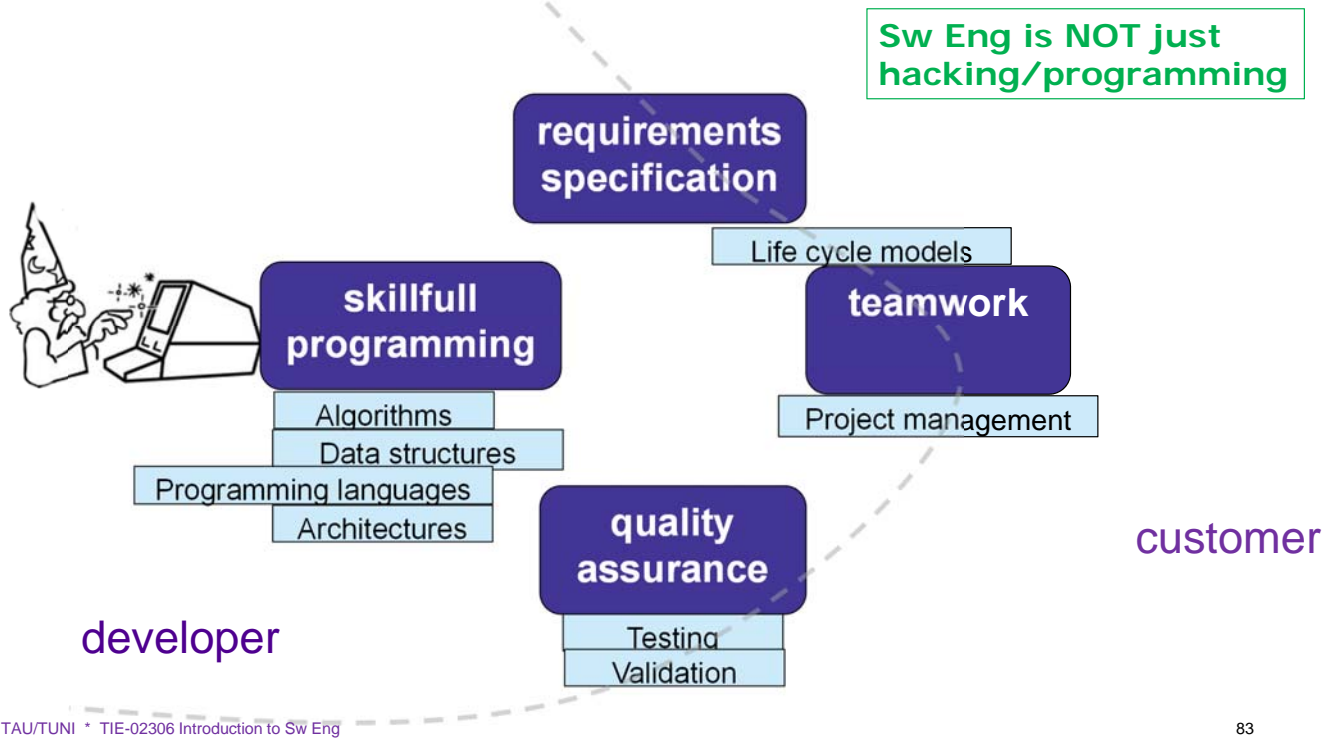 Sw Eng is NOT just
hacking/programming
requirements
specification
Life cycle models
skillfull
programming
teamwork
Algorithms
Project management
Data structures
Programming languages
Architectures
quality
assurance
customer
developer
Testing
Validation
TAU/TUNI * TIE-02306 Introduction to Sw Eng
83